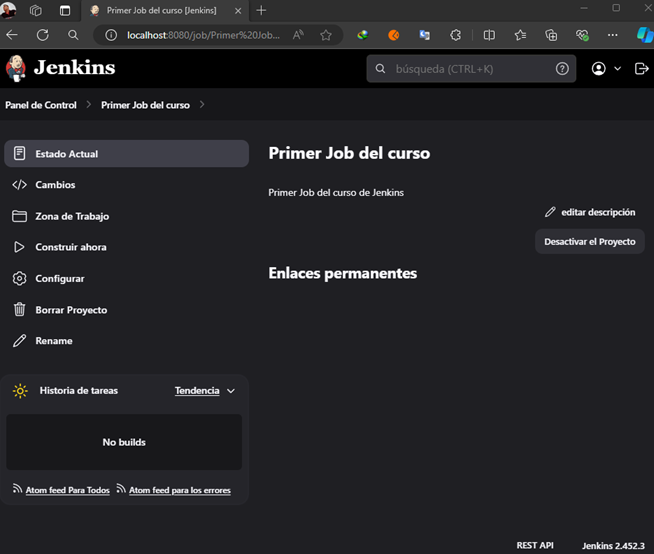 Primer Job del curso [Jenkins]
localhost:8080/job/Primer%20Job...
Jenkins
búsqueda (CTRL+K)
Panel de Control
Primer Job del curso
Estado Actual
Cambios
Zona de Trabajo
Construir ahora
Configurar
Borrar Proyecto
Rename
Historia de tareas
Tendencia
No builds
Atom feed Para Todos
Atom feed para los errores
Primer Job del curso
Primer Job del curso de Jenkins
editar descripción
Desactivar el Proyecto
Enlaces permanentes
REST API
Jenkins 2.452.3